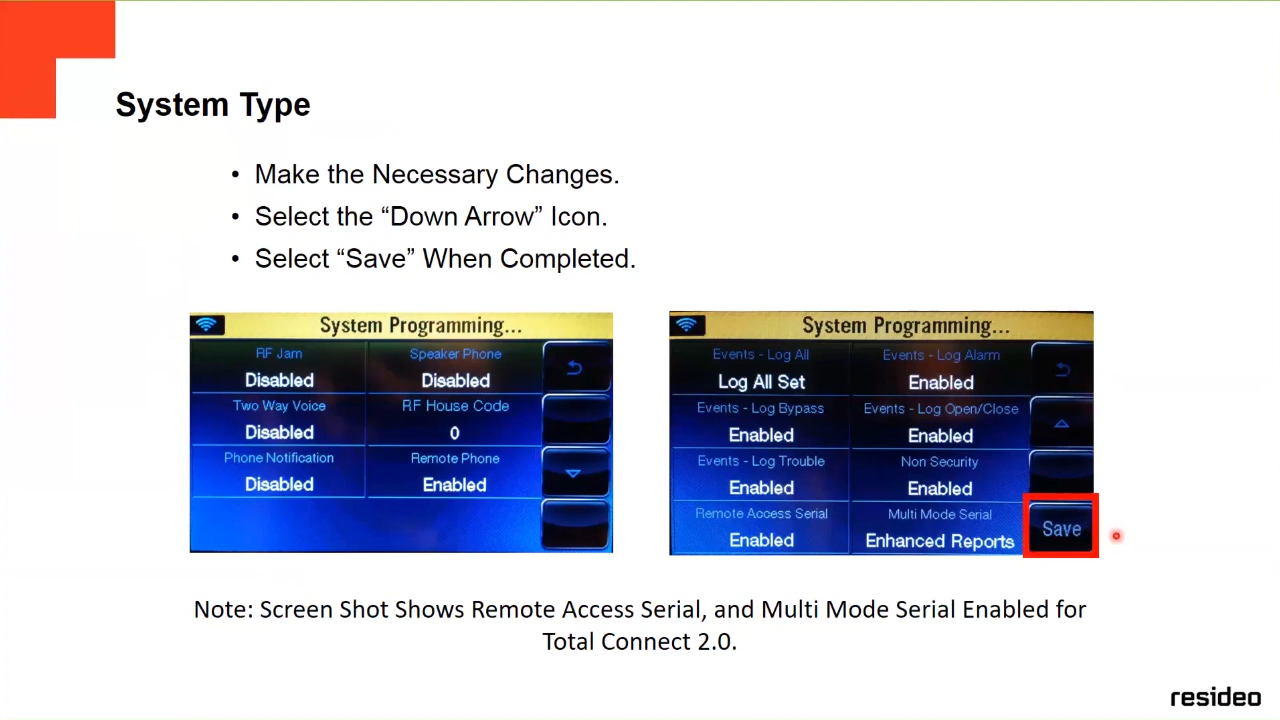 System Type
• Make the Necessary Changes.
• Select the “Down Arrow” Icon.
• Select “Save” When Completed.
System Programming...
RF Jam
Disabled
Speaker Phone
Disabled
Two Way Voice
Disabled
RF House Code
0
Phone Notification
Disabled
Remote Phone
Enabled
System Programming...
Events - Log All
Log All Set
Events - Log Alarm
Enabled
Events - Log Bypass
Enabled
Events - Log Open/Close
Enabled
Events - Log Trouble
Enabled
Non Security
Enabled
Remote Access Serial
Enabled
Multi Mode Serial
Enhanced Reports
Save
Note: Screen Shot Shows Remote Access Serial, and Multi Mode Serial Enabled for
Total Connect 2.0.
resideo